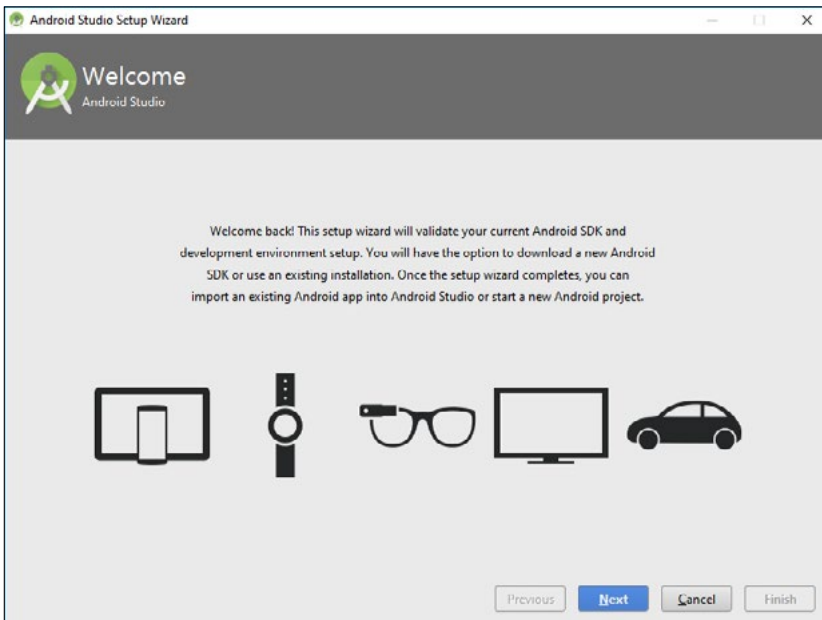 Android Studio Setup Wizard
Welcome
Android Studio
Welcome back! This setup wizard will validate your current Android SDK and
development environment setup. You will have the option to download a new Android
SDK or use an existing installation. Once the setup wizard completes, you can
import an existing Android app into Android Studio or start a new Android project.
Previous
Next
Cancel
Finish